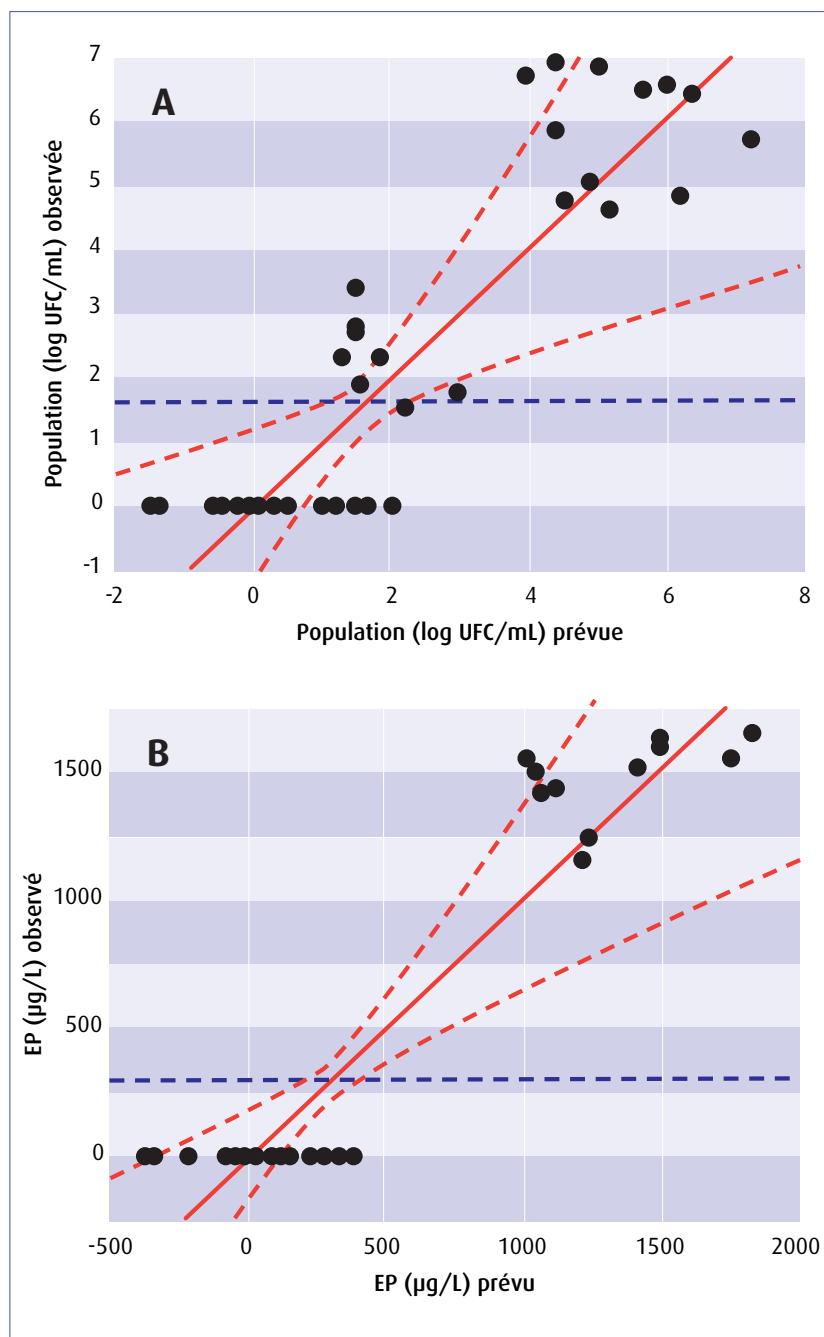 A
Population (log UFC/mL) observée
7
6
5
4
3
2
1
0
-1
-2 0 2 4 6 8
Population (log UFC/mL) prévue
B
EP (µg/L) observé
1500
1000
500
0
-500 0 500 1000 1500 2000
EP (µg/L) prévu